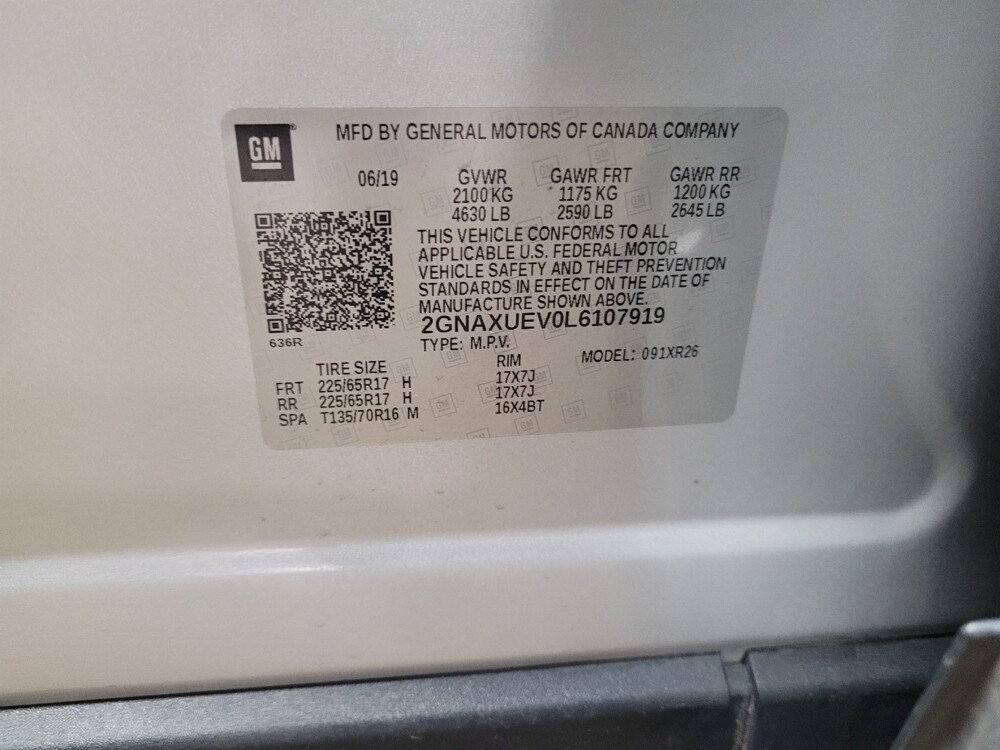 GM
MFD BY GENERAL MOTORS OF CANADA COMPANY
06/19 GVWR GAWR FRT GAWR RR
2100 KG 1175 KG 1200 KG
4630 LB 2590 LB 2645 LB
THIS VEHICLE CONFORMS TO ALL
APPLICABLE U.S. FEDERAL MOTOR
VEHICLE SAFETY AND THEFT PREVENTION
STANDARDS IN EFFECT ON THE DATE OF
MANUFACTURE SHOWN ABOVE.
2GNAXUEV0L6107919
636R
TYPE: M.P.V. MODEL: 091XR26
TIRE SIZE RIM
FRT 225/65R17 H 17X7J
RR 225/65R17 H 17X7J
SPA T135/70R16 M 16X4BT